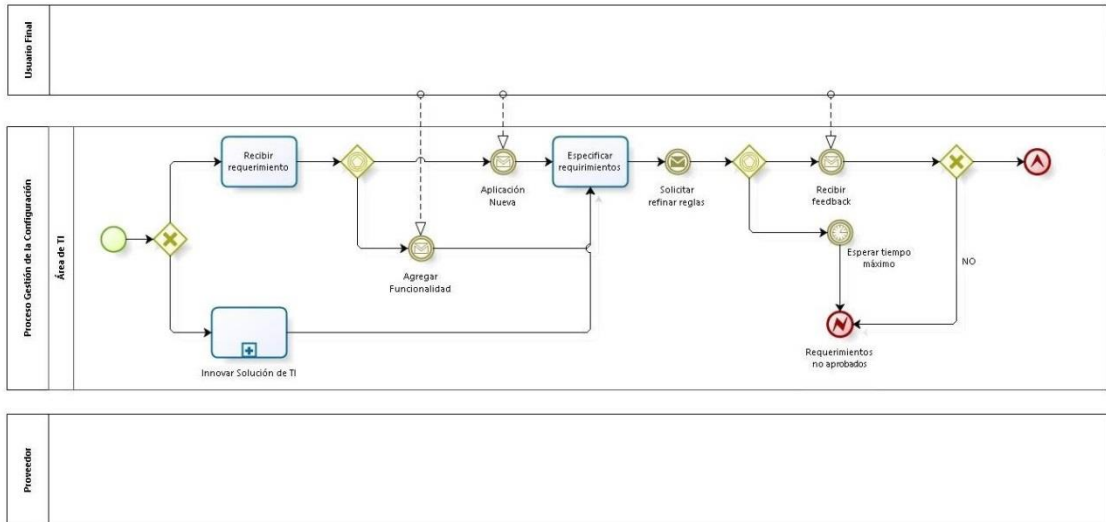 Usuario Final
Proceso Gestión de la Configuración
Área de TI
Recibir
requerimiento
Aplicación
Nueva
Especificar
requirimientos
Solicitar
refinar reglas
Recibir
feedback
Agregar
Funcionalidad
Esperar tiempo
máximo
NO
Innovar Solución de TI
Requerimientos
no aprobados
Proveedor